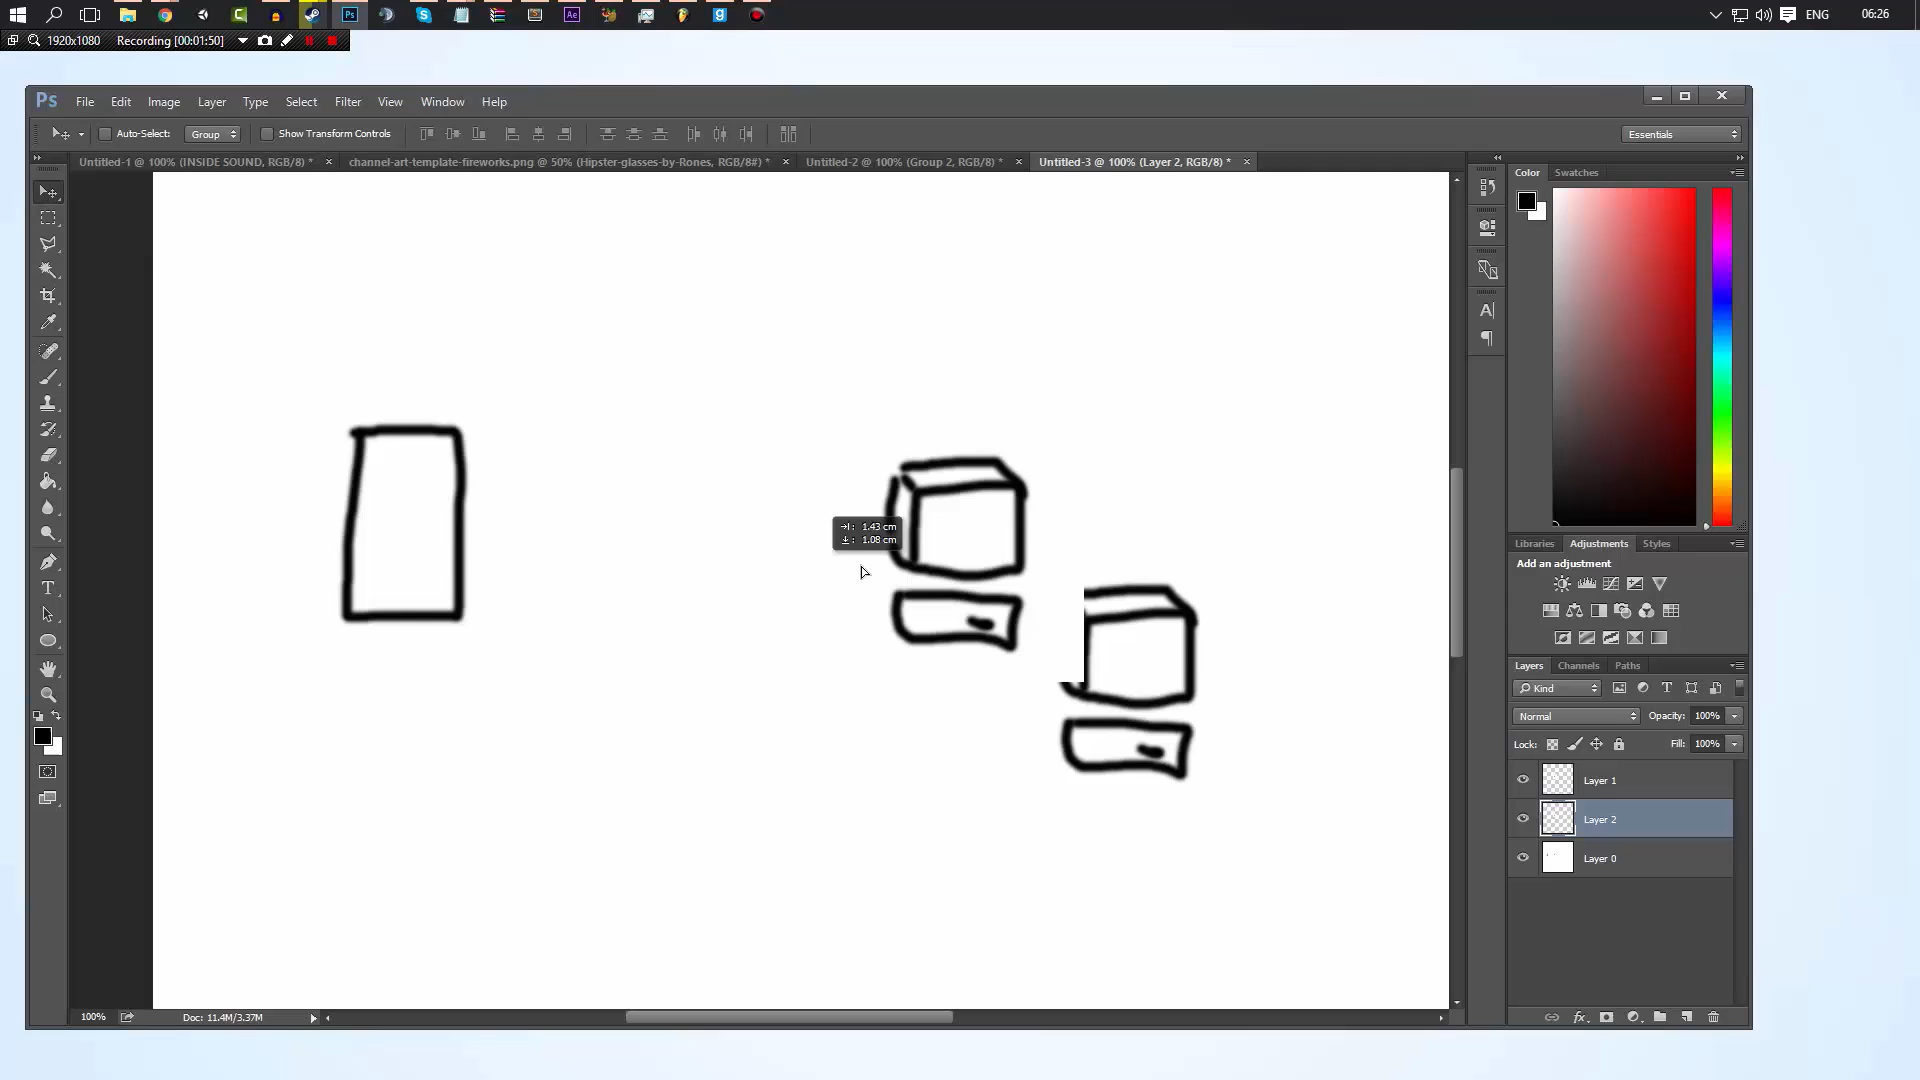 Ps
Ae
ENG
06:26
1920x1080
Recording [00:01:50]
Ps
File Edit Image Layer Type Select Filter View Window Help
Auto-Select: Group Show Transform Controls
Essentials
Untitled-1 @ 100% (INSIDE SOUND, RGB/8) *
channel-art-template-fireworks.png @ 50% (Hipster-glasses-by-Rones, RGB/8#) *
Untitled-2 @ 100% (Group 2, RGB/8) *
Untitled-3 @ 100% (Layer 2, RGB/8) *
Color Swatches
1.43 cm
1.08 cm
Libraries Adjustments Styles
Add an adjustment
Layers Channels Paths
Kind
Normal Opacity: 100%
Lock: Fill: 100%
Layer 1
Layer 2
Layer 0
100% Doc: 11.4M/3.37M
fx